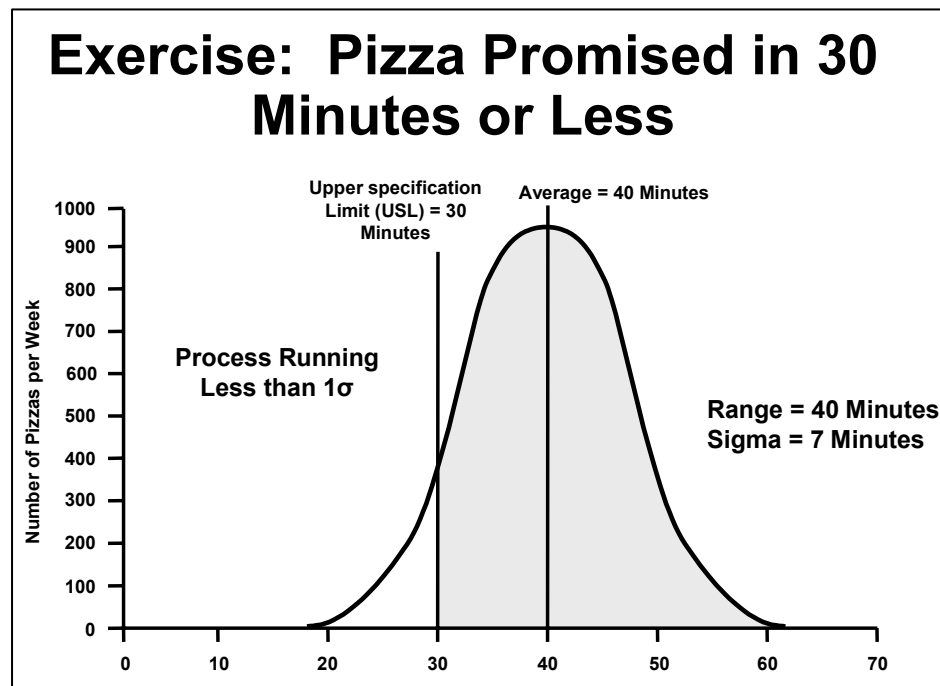 Exercise: Pizza Promised in 30
Minutes or Less
Upper specification
Limit (USL) = 30
Minutes
Average = 40 Minutes
1000
900
800
700
600
500
400
300
200
100
0
Number of Pizzas per Week
Process Running
Less than 1σ
Range = 40 Minutes
Sigma = 7 Minutes
0 10 20 30 40 50 60 70